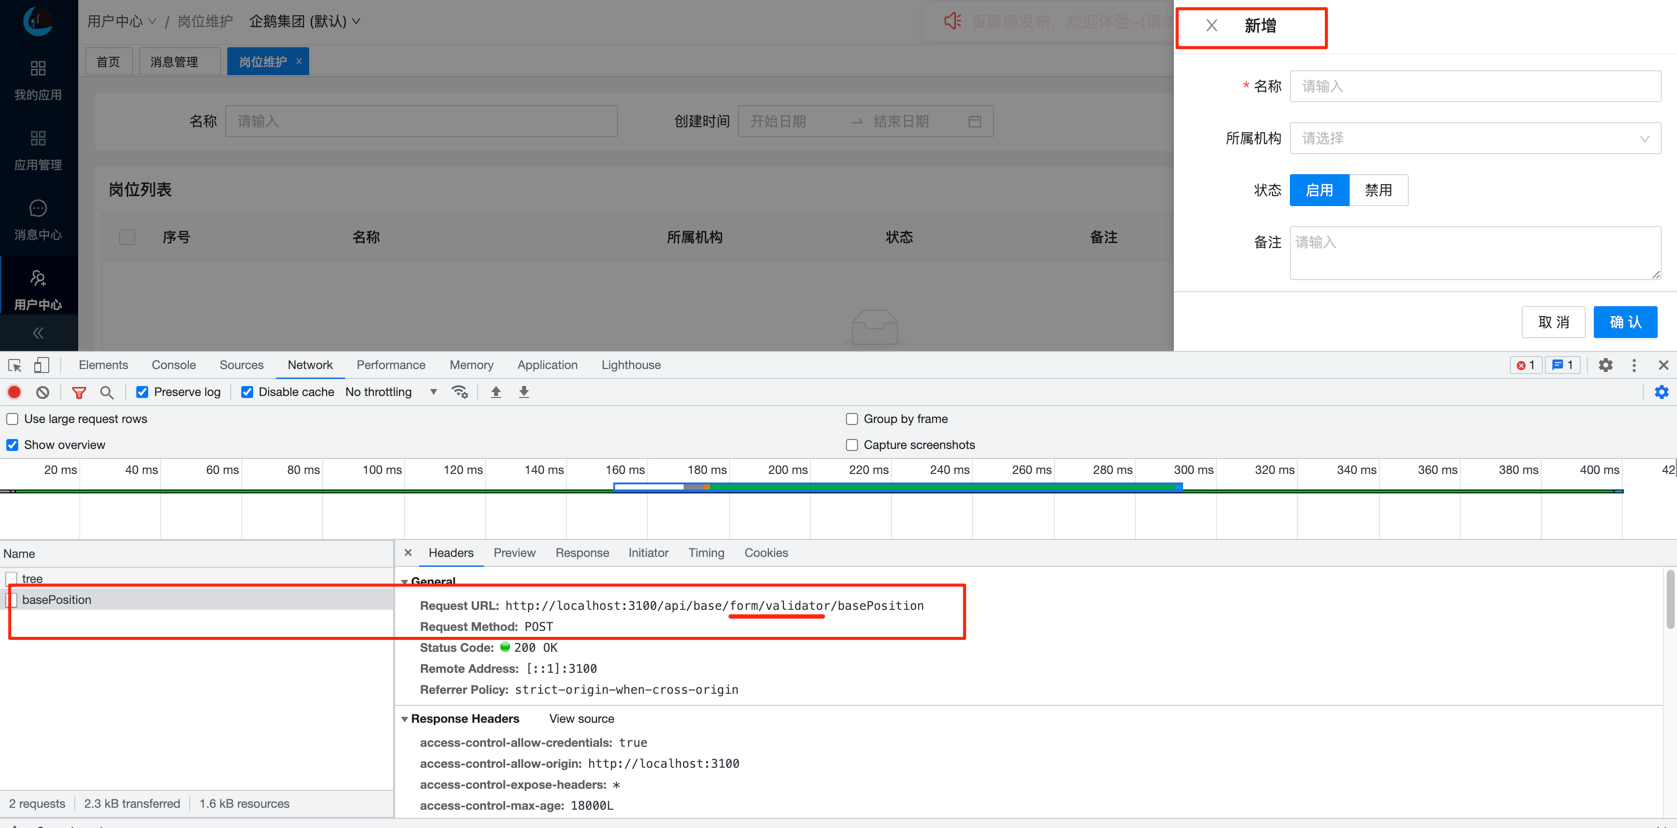 用户中心 / 岗位维护 企鹅集团 (默认)
饭震撼发布，欢迎体验~(请
新增
首页 消息管理 岗位维护 ×
我的应用
应用管理
消息中心
用户中心
名称 请输入 创建时间 开始日期 → 结束日期
* 名称 请输入
所属机构 请选择
状态 启用 禁用
备注 请输入
取 消 确 认
岗位列表
序号 名称 所属机构 状态 备注
Elements Console Sources Network Performance Memory Application Lighthouse 1 1
Preserve log Disable cache No throttling
Use large request rows Group by frame
Show overview Capture screenshots
20 ms 40 ms 60 ms 80 ms 100 ms 120 ms 140 ms 160 ms 180 ms 200 ms 220 ms 240 ms 260 ms 280 ms 300 ms 320 ms 340 ms 360 ms 380 ms 400 ms 42
Name × Headers Preview Response Initiator Timing Cookies
tree
basePosition
General
Request URL: http://localhost:3100/api/base/form/validator/basePosition
Request Method: POST
Status Code: 200 OK
Remote Address: [::1]:3100
Referrer Policy: strict-origin-when-cross-origin
Response Headers View source
access-control-allow-credentials: true
access-control-allow-origin: http://localhost:3100
access-control-expose-headers: *
access-control-max-age: 18000L
2 requests 2.3 kB transferred 1.6 kB resources